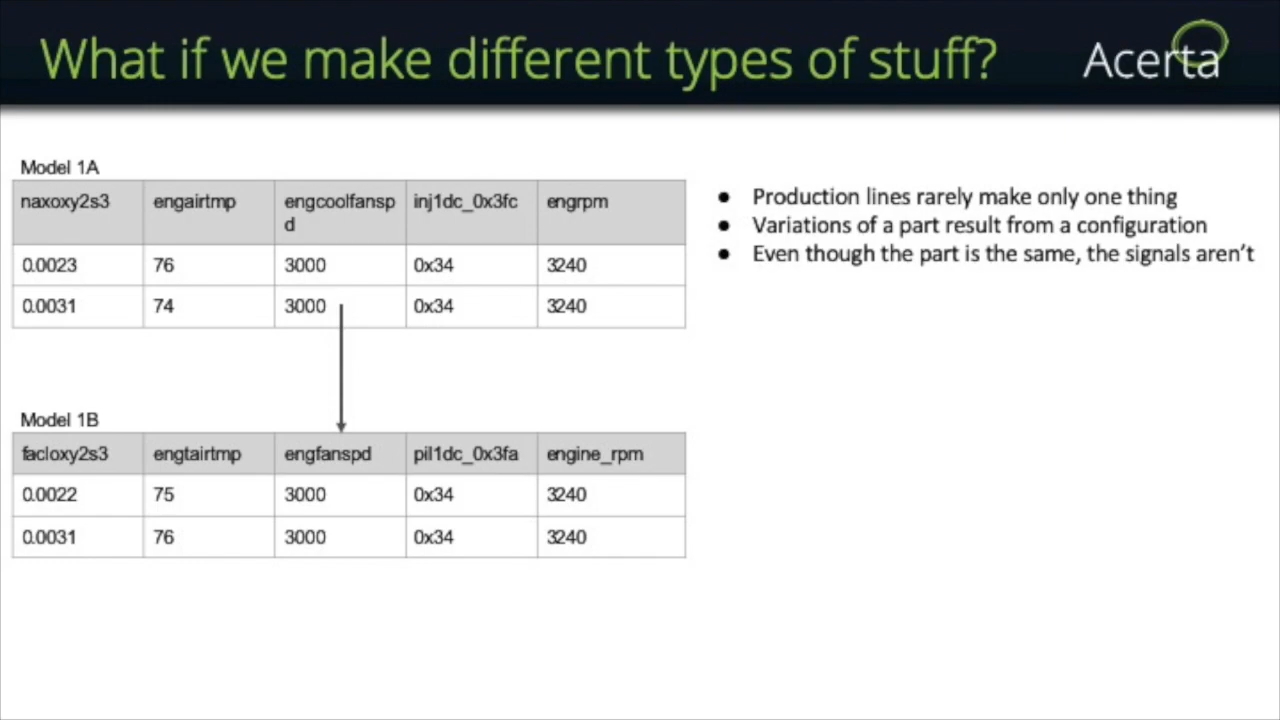 What if we make different types of stuff?
Acerta
Model 1A
naxoxy2s3 engairtmp engcoolfansp inj1dc_0x3fc engrpm
d
0.0023 76 3000 0x34 3240
0.0031 74 3000 0x34 3240
Model 1B
facloxy2s3 engtairtmp engfanspd pil1dc_0x3fa engine_rpm
0.0022 75 3000 0x34 3240
0.0031 76 3000 0x34 3240
● Production lines rarely make only one thing
● Variations of a part result from a configuration
● Even though the part is the same, the signals aren't